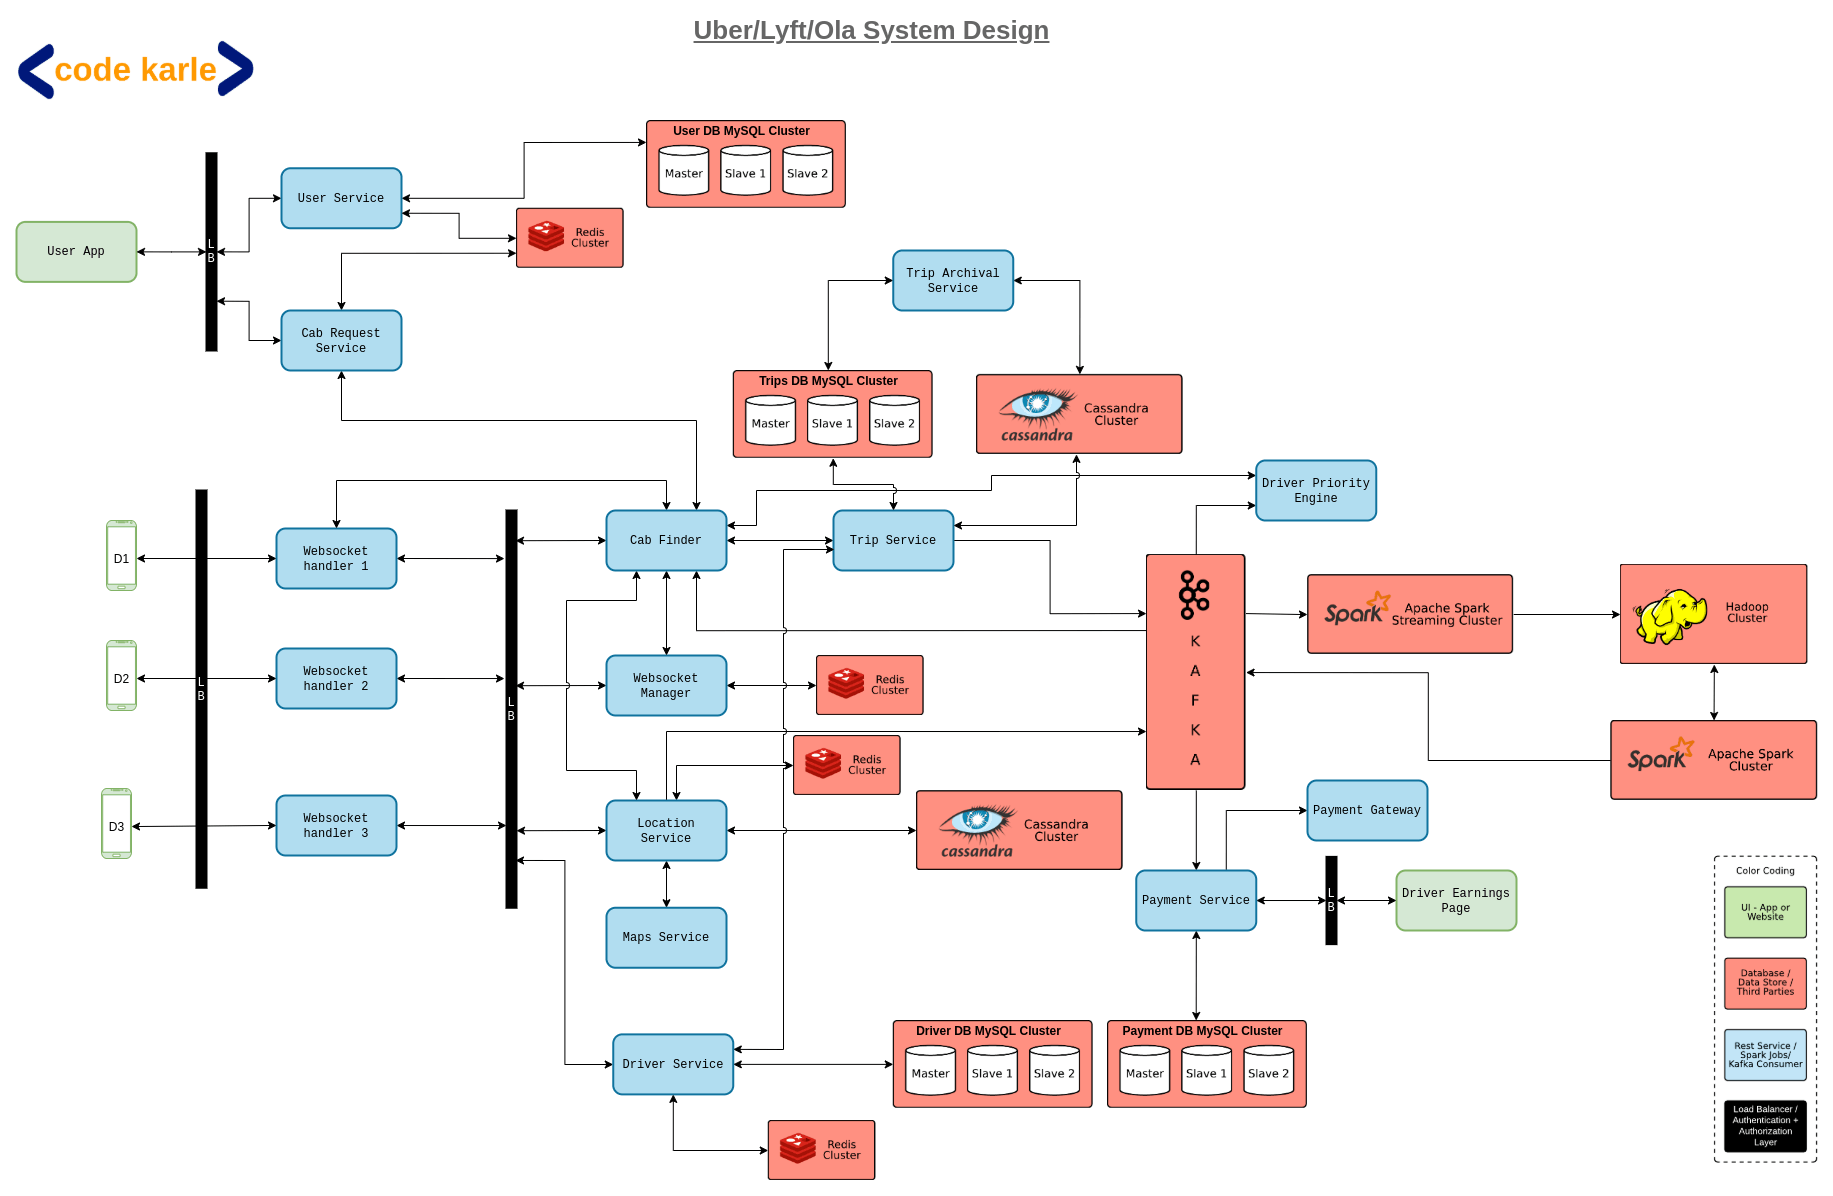 Uber/Lyft/Ola System Design
code karle
User DB MySQL Cluster
Master
Slave 1
Slave 2
User Service
User App
L
B
Redis
Cluster
Cab Request
Service
Trip Archival
Service
Trips DB MySQL Cluster
Master
Slave 1
Slave 2
cassandra
Cassandra
Cluster
Driver Priority
Engine
D1
Websocket
handler 1
Cab Finder
Trip Service
D2
L
B
Websocket
handler 2
L
B
Websocket
Manager
Redis
Cluster
K
A
F
K
A
Spark
Apache Spark
Streaming Cluster
Hadoop
Cluster
Spark
Apache Spark
Cluster
Redis
Cluster
D3
Websocket
handler 3
Location
Service
cassandra
Cassandra
Cluster
Maps Service
Payment Gateway
Payment Service
L
B
Driver Earnings
Page
Driver Service
Driver DB MySQL Cluster
Master
Slave 1
Slave 2
Payment DB MySQL Cluster
Master
Slave 1
Slave 2
Redis
Cluster
Color Coding
UI - App or
Website
Database /
Data Store /
Third Parties
Rest Service /
Spark Jobs/
Kafka Consumer
Load Balancer /
Authentication +
Authorization
Layer